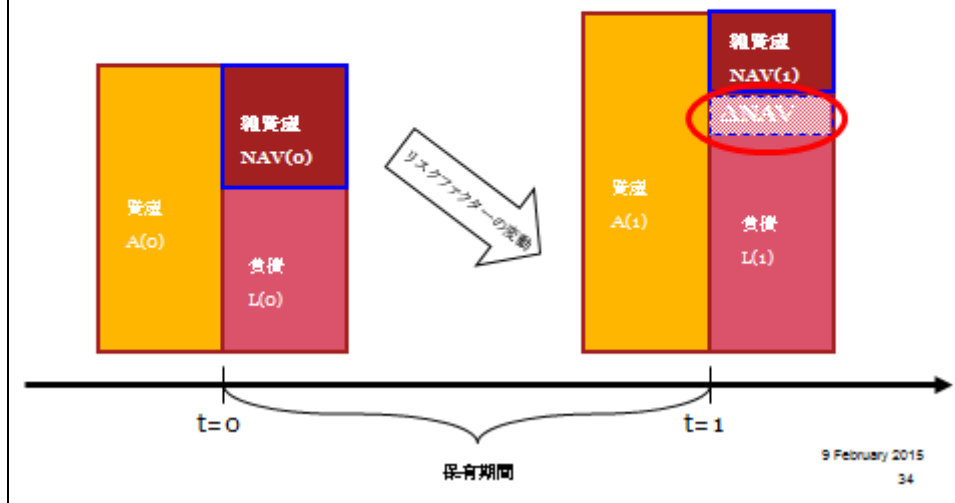 純資産
NAV(0)
資産
A(0)
負債
L(0)
リスクファクターの変動
純資産
NAV(1)
ΔNAV
資産
A(1)
負債
L(1)
t=0
t=1
保有期間
9 February 2015
34